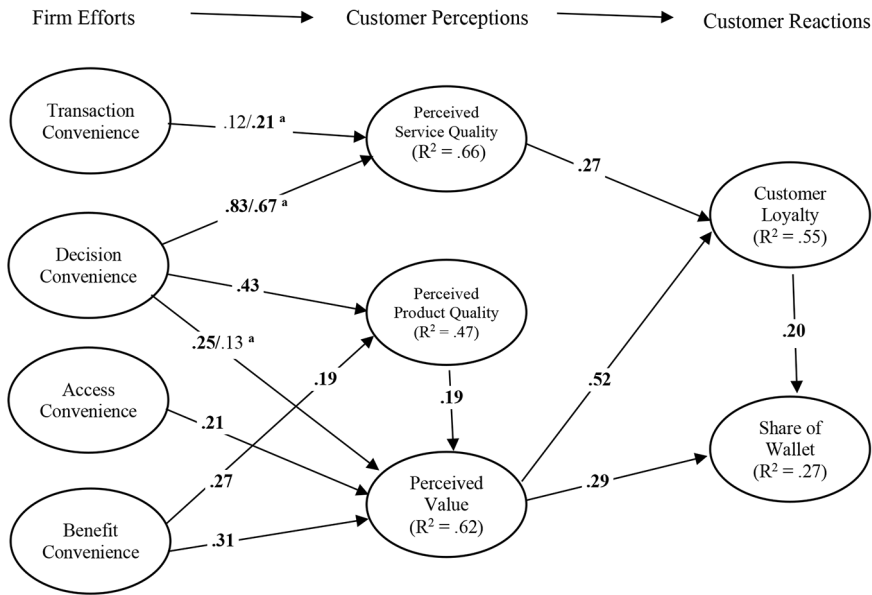 Firm Efforts
Customer Perceptions
Customer Reactions
Transaction
Convenience
.12/.21 ª
Perceived
Service Quality
(R² = .66)
.83/.67 ª
.27
Customer
Loyalty
(R² = .55)
Decision
Convenience
.43
Perceived
Product Quality
(R² = .47)
.25/.13 ª
.20
.19
.52
.19
Access
Convenience
.21
Share of
Wallet
(R² = .27)
.27
.29
Perceived
Value
(R² = .62)
Benefit
Convenience
.31